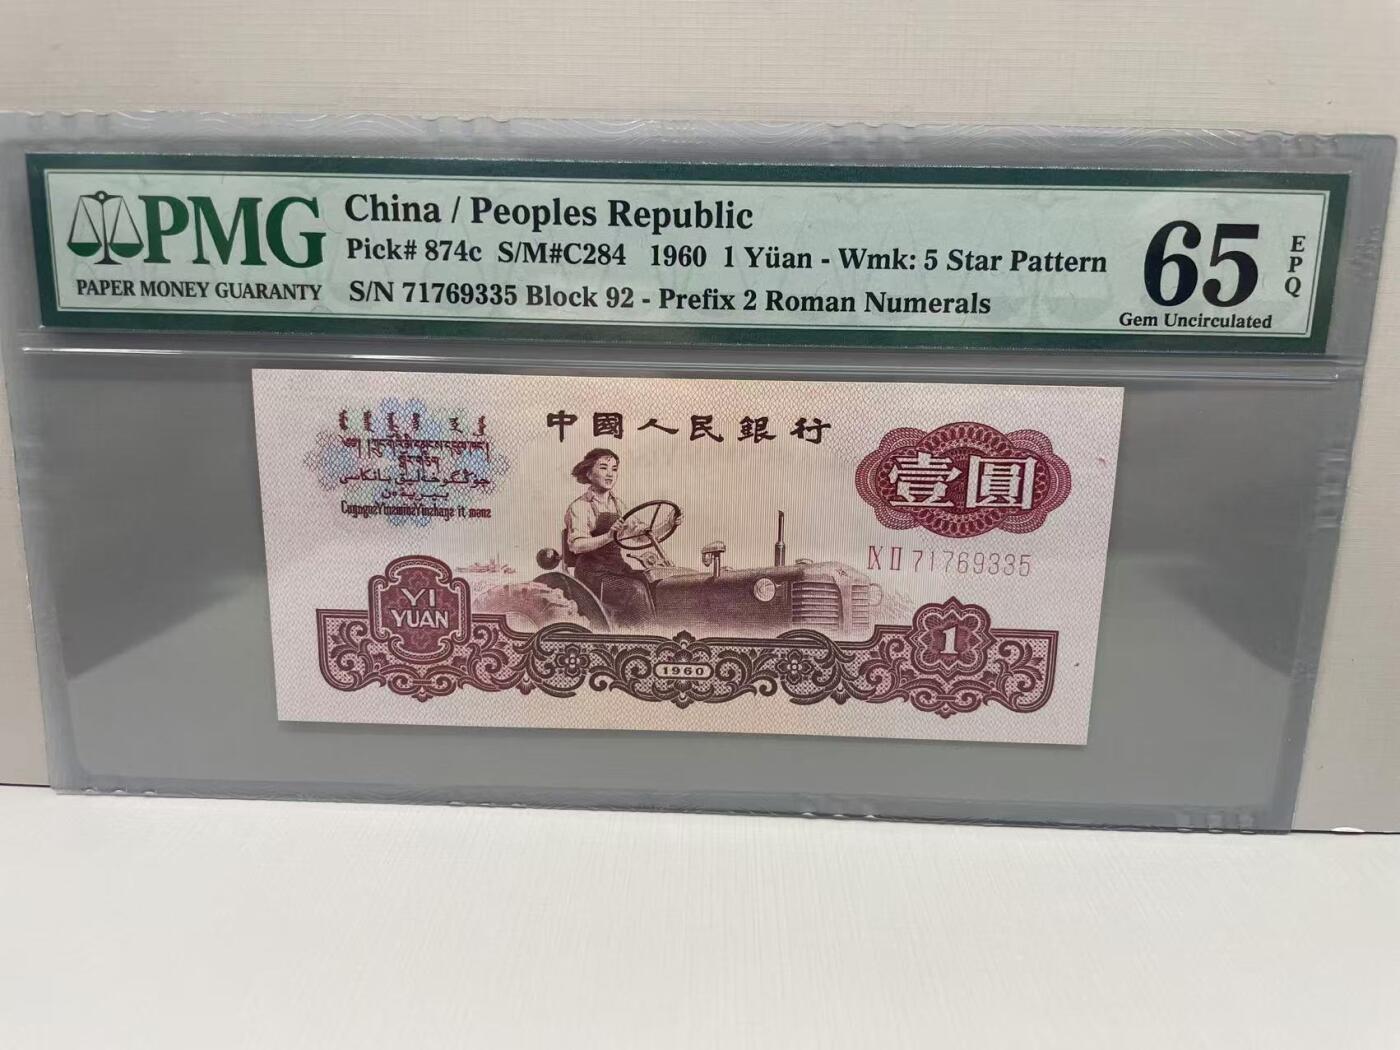 PMG
PAPER MONEY GUARANTY
China / Peoples Republic
Pick# 874c S/M#C284 1960 1 Yüan - Wmk: 5 Star Pattern
S/N 71769335 Block 92 - Prefix 2 Roman Numerals
65
EPQ
Gem Uncirculated
中國人民銀行
壹圓
IX II 71769335
YI
YUAN
1960
1